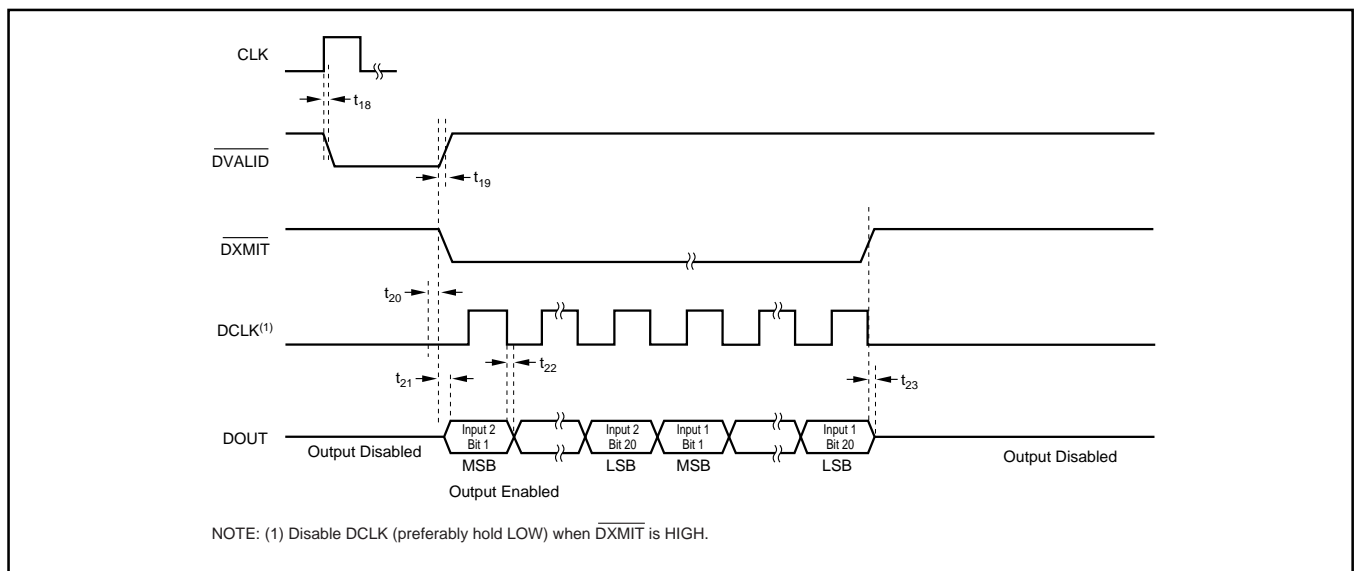 CLK
t18
DVALID
t19
DXMIT
t20
DCLK(1)
t22
t21
t23
DOUT
Output Disabled
Input 2
Bit 1
Input 2
Bit 20
Input 1
Bit 1
Input 1
Bit 20
Output Disabled
MSB
LSB
MSB
LSB
Output Enabled
NOTE: (1) Disable DCLK (preferably hold LOW) when DXMIT is HIGH.